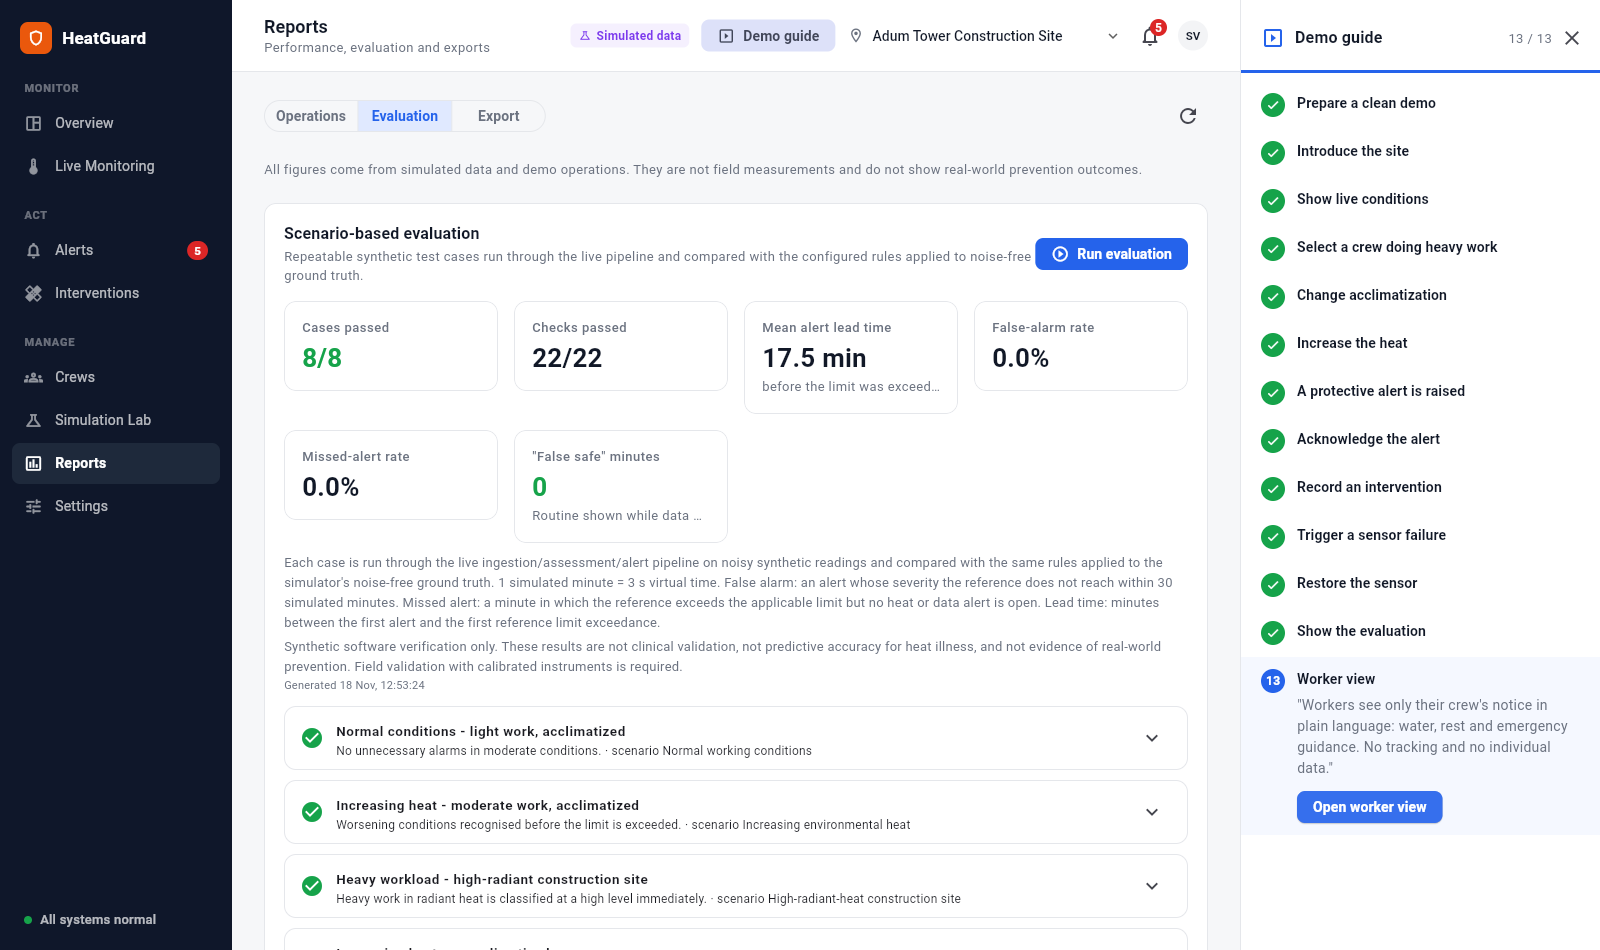 HeatGuard
MONITOR
Overview
Live Monitoring
ACT
Alerts
5
Interventions
MANAGE
Crews
Simulation Lab
Reports
Settings
All systems normal
Reports
Performance, evaluation and exports
Simulated data
Demo guide
Adum Tower Construction Site
5
SV
Operations
Evaluation
Export
All figures come from simulated data and demo operations. They are not field measurements and do not show real-world prevention outcomes.
Scenario-based evaluation
Repeatable synthetic test cases run through the live pipeline and compared with the configured rules applied to noise-free
ground truth.
Run evaluation
Cases passed
8/8
Checks passed
22/22
Mean alert lead time
17.5 min
before the limit was exceed…
False-alarm rate
0.0%
Missed-alert rate
0.0%
"False safe" minutes
0
Routine shown while data …
Each case is run through the live ingestion/assessment/alert pipeline on noisy synthetic readings and compared with the same rules applied to the
simulator's noise-free ground truth. 1 simulated minute = 3 s virtual time. False alarm: an alert whose severity the reference does not reach within 30
simulated minutes. Missed alert: a minute in which the reference exceeds the applicable limit but no heat or data alert is open. Lead time: minutes
between the first alert and the first reference limit exceedance.
Synthetic software verification only. These results are not clinical validation, not predictive accuracy for heat illness, and not evidence of real-world
prevention. Field validation with calibrated instruments is required.
Generated 18 Nov, 12:53:24
Normal conditions - light work, acclimatized
No unnecessary alarms in moderate conditions. · scenario Normal working conditions
Increasing heat - moderate work, acclimatized
Worsening conditions recognised before the limit is exceeded. · scenario Increasing environmental heat
Heavy workload - high-radiant construction site
Heavy work in radiant heat is classified at a high level immediately. · scenario High-radiant-heat construction site
Demo guide
13 / 13
Prepare a clean demo
Introduce the site
Show live conditions
Select a crew doing heavy work
Change acclimatization
Increase the heat
A protective alert is raised
Acknowledge the alert
Record an intervention
Trigger a sensor failure
Restore the sensor
Show the evaluation
13
Worker view
"Workers see only their crew's notice in
plain language: water, rest and emergency
guidance. No tracking and no individual
data."
Open worker view